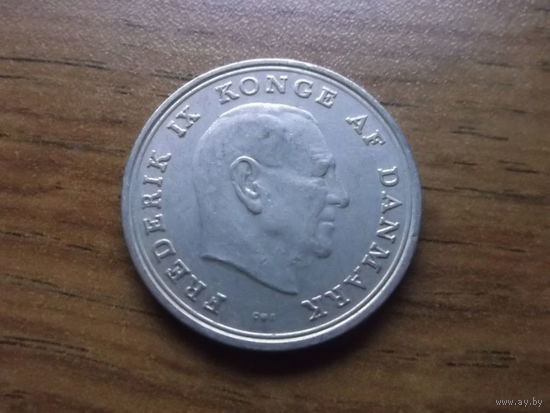 FREDERIK IX KONGE AF DANMARK
www.ay.by